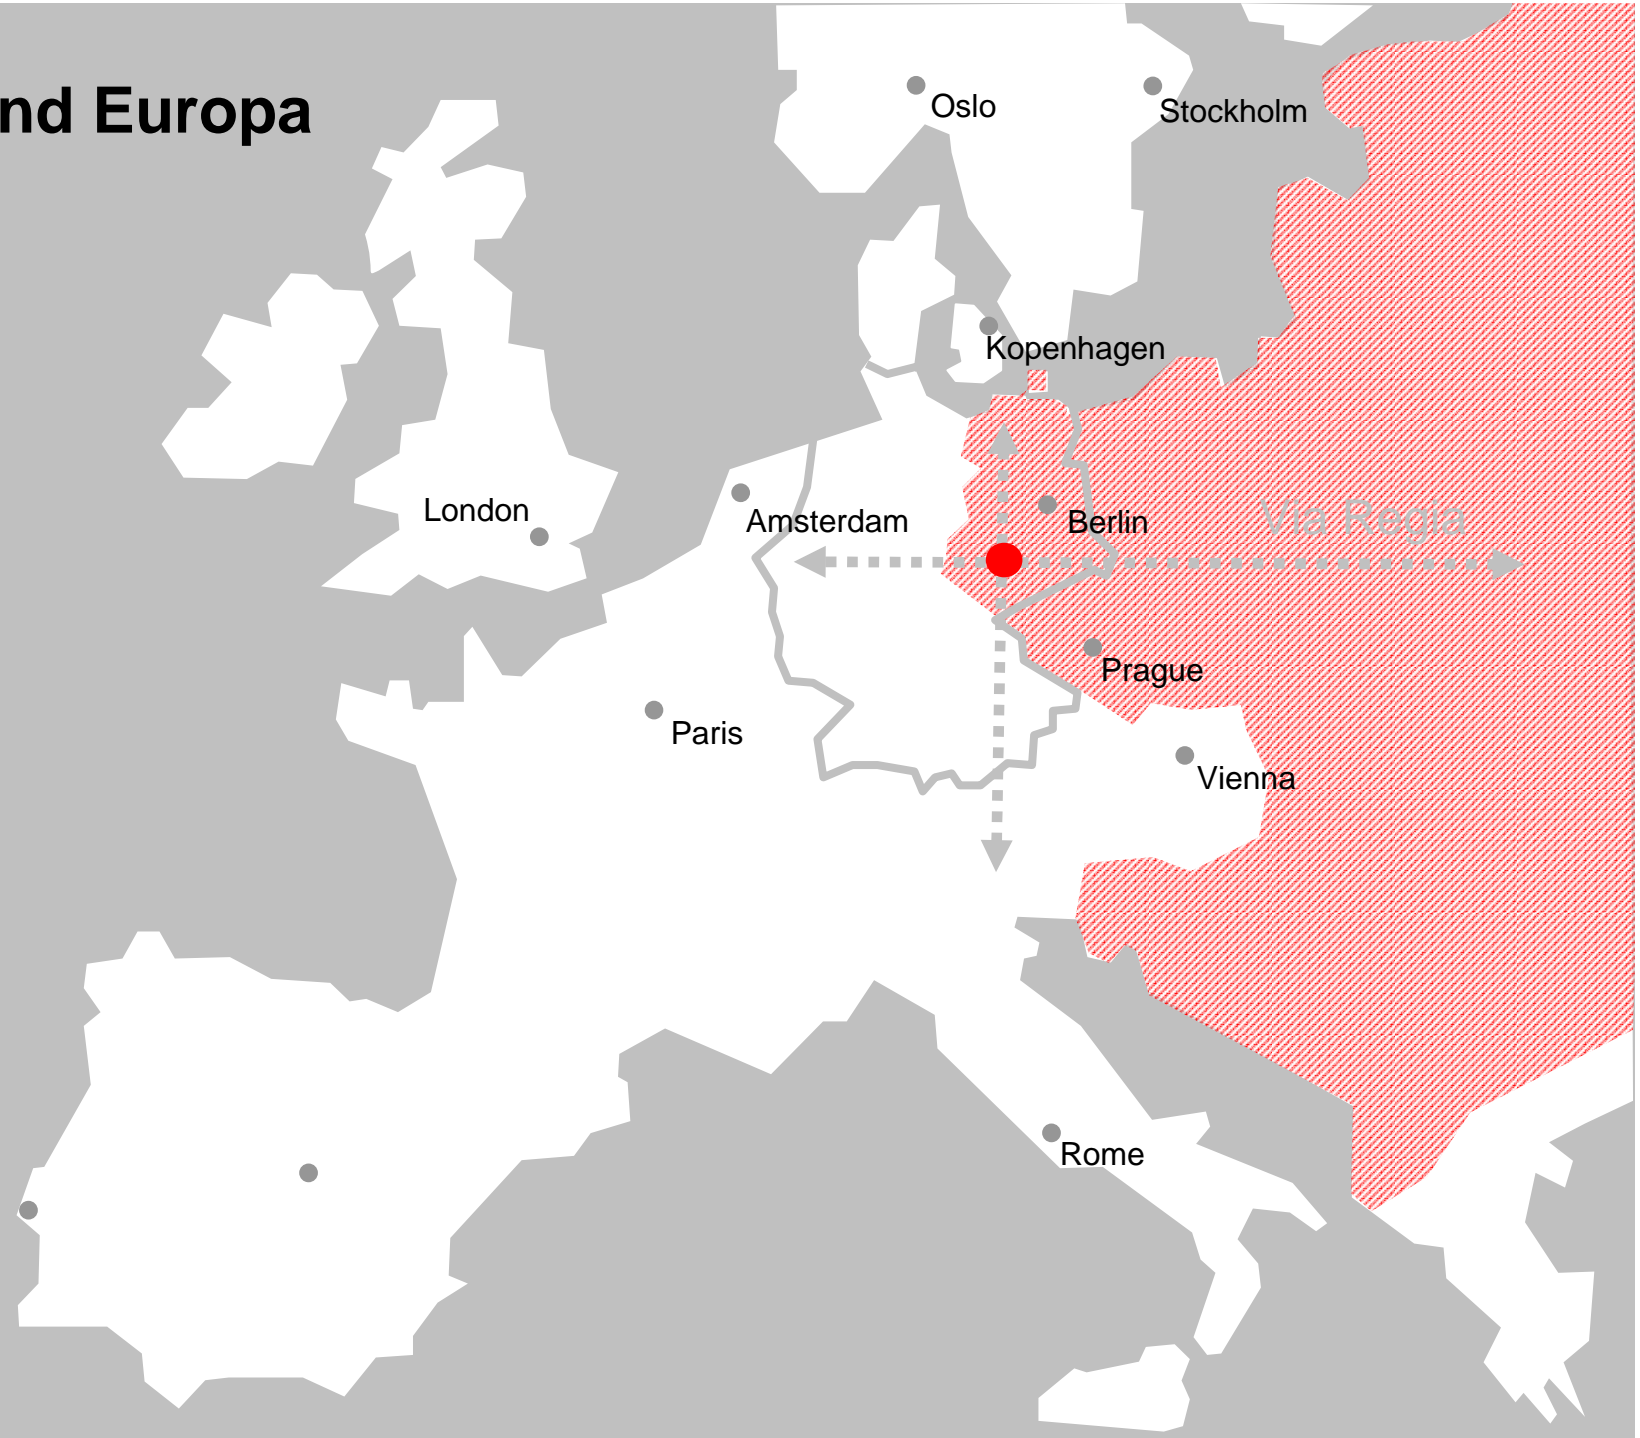 nd Europa
Oslo
Stockholm
Kopenhagen
London
Amsterdam
Berlin
Via Regia
Prague
Paris
Vienna
Rome